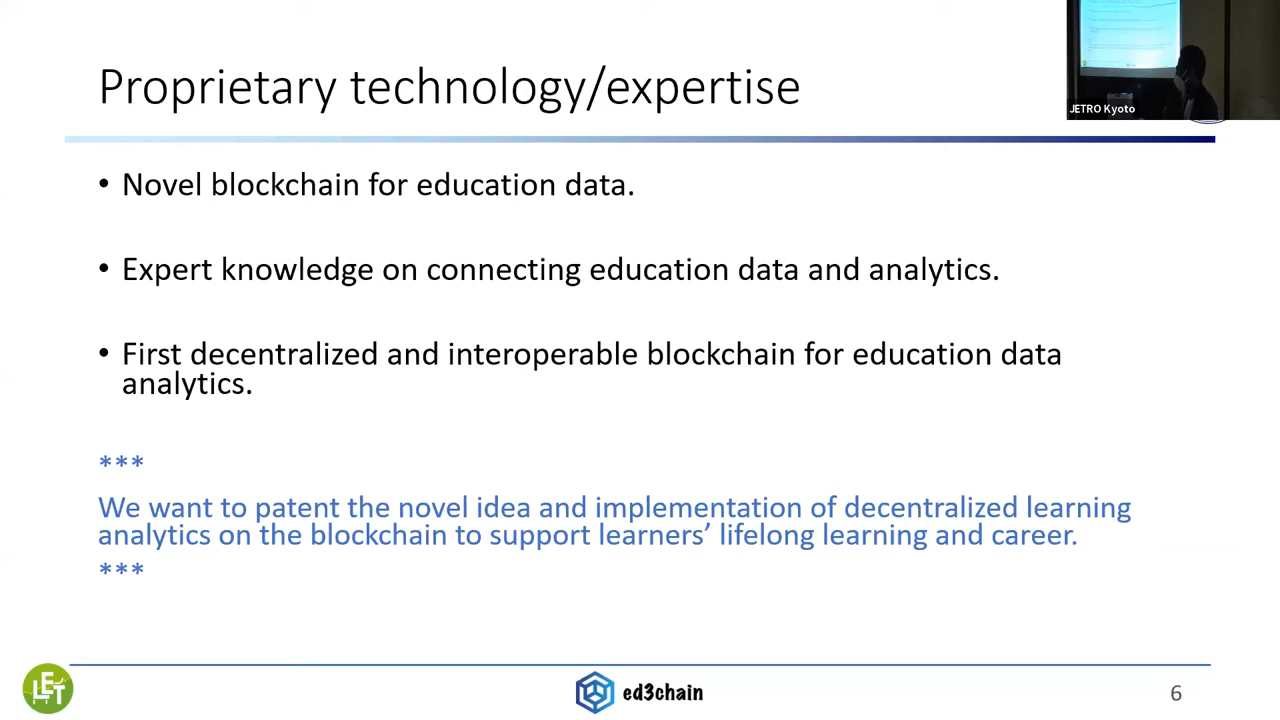 JETRO Kyoto
Proprietary technology/expertise
• Novel blockchain for education data.
• Expert knowledge on connecting education data and analytics.
• First decentralized and interoperable blockchain for education data
analytics.
***
We want to patent the novel idea and implementation of decentralized learning
analytics on the blockchain to support learners’ lifelong learning and career.
***
LET
ed3chain
6